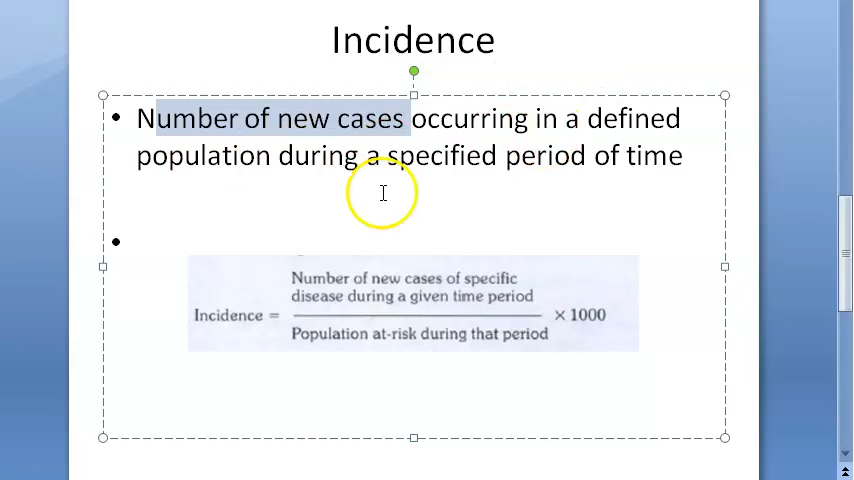 Incidence
• Number of new cases occurring in a defined
population during a specified period of time
•
Number of new cases of specific
disease during a given time period
Incidence = × 1000
Population at-risk during that period